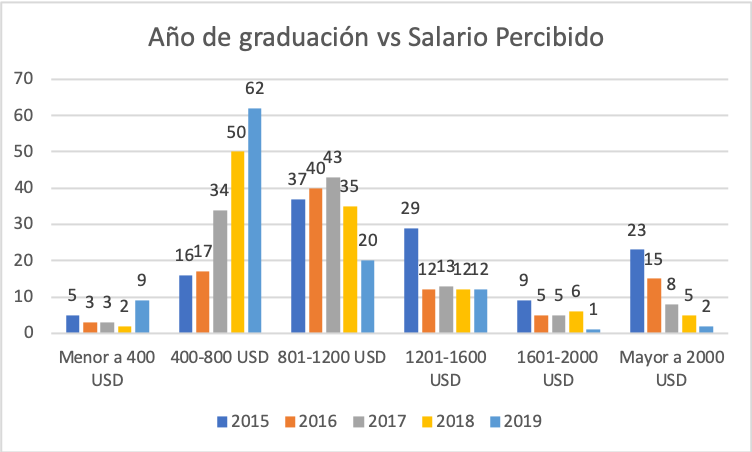 Año de graduación vs Salario Percibido
70
60
50
40
30
20
10
0
5 3 3 2 9
16 17 34 50 62
37 40 43 35 20
29 12 13 12 12
9 5 5 6 1
23 15 8 5 2
Menor a 400 USD
400-800 USD
801-1200 USD
1201-1600 USD
1601-2000 USD
Mayor a 2000 USD
2015 2016 2017 2018 2019